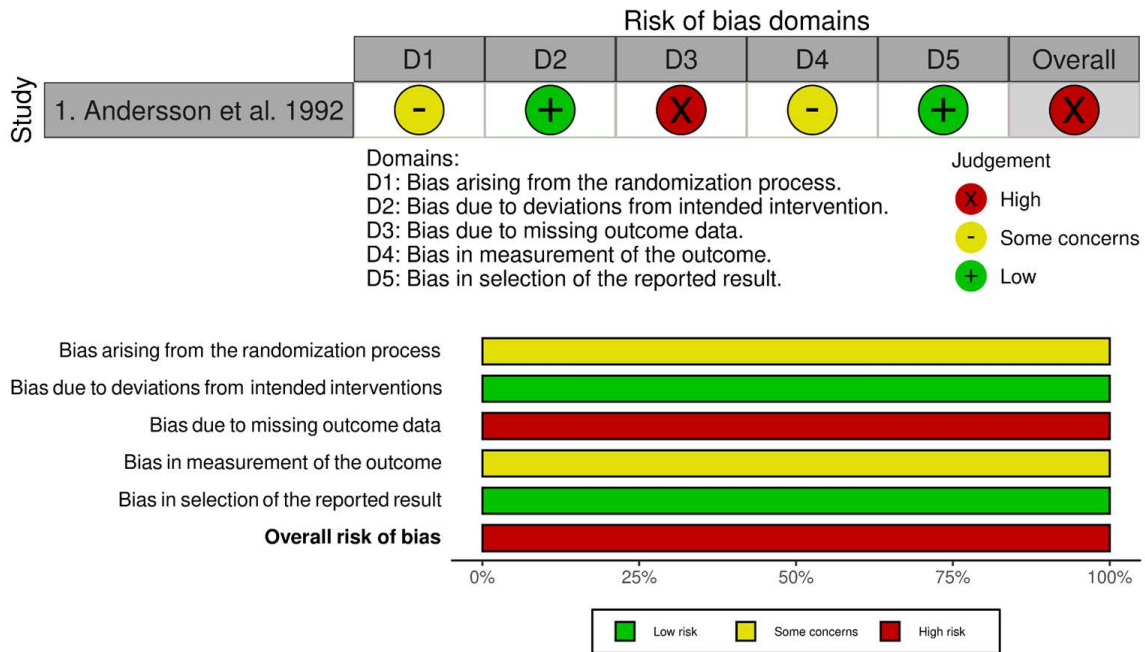 Risk of bias domains
D1 D2 D3 D4 D5 Overall
Study
1. Andersson et al. 1992 - + X - + X
Domains:
D1: Bias arising from the randomization process.
D2: Bias due to deviations from intended intervention.
D3: Bias due to missing outcome data.
D4: Bias in measurement of the outcome.
D5: Bias in selection of the reported result.
Judgement
X High
- Some concerns
+ Low
Bias arising from the randomization process
Bias due to deviations from intended interventions
Bias due to missing outcome data
Bias in measurement of the outcome
Bias in selection of the reported result
Overall risk of bias
0% 25% 50% 75% 100%
Low risk Some concerns High risk